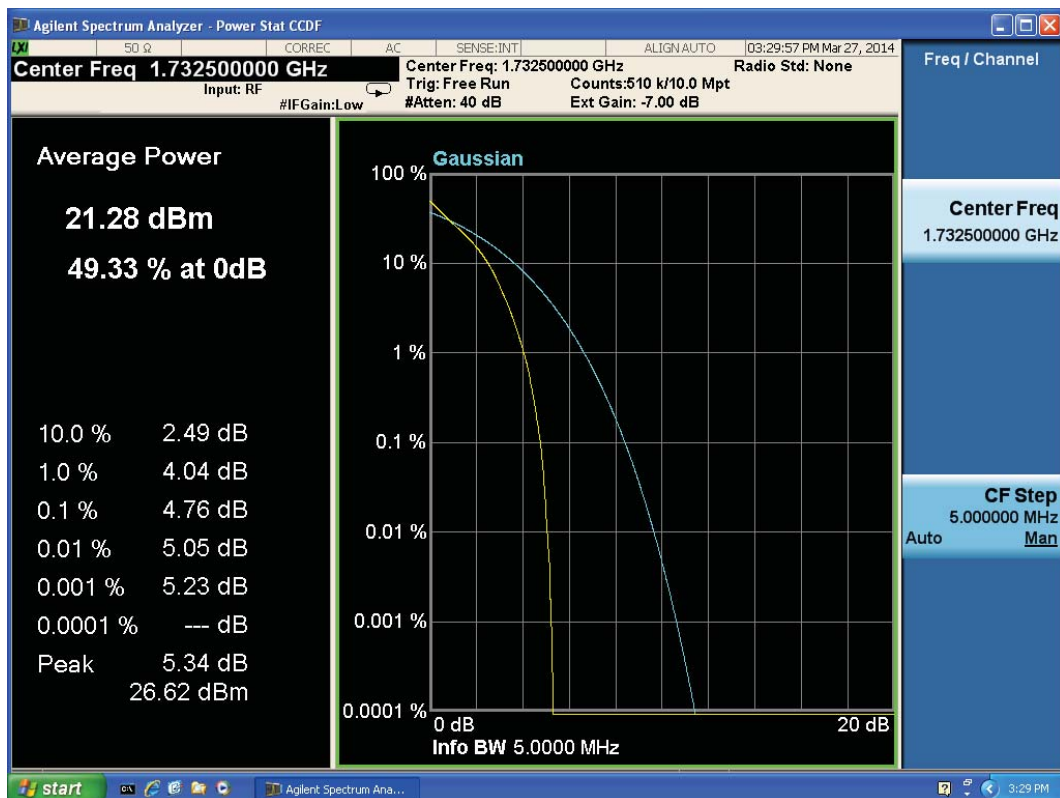 Agilent Spectrum Analyzer - Power Stat CCDF
LXI 50 Ω CORREC AC SENSE:INT ALIGNAUTO 03:29:57 PM Mar 27, 2014
Center Freq 1.732500000 GHz
Input: RF
#IFGain:Low
Center Freq: 1.732500000 GHz Radio Std: None
Trig: Free Run Counts:510 k/10.0 Mpt
#Atten: 40 dB Ext Gain: -7.00 dB
Average Power
21.28 dBm
49.33 % at 0dB
10.0 % 2.49 dB
1.0 % 4.04 dB
0.1 % 4.76 dB
0.01 % 5.05 dB
0.001 % 5.23 dB
0.0001 % --- dB
Peak 5.34 dB
26.62 dBm
Gaussian
100 %
10 %
1 %
0.1 %
0.01 %
0.001 %
0.0001 %
0 dB 20 dB
Info BW 5.0000 MHz
Freq / Channel
Center Freq
1.732500000 GHz
CF Step
5.000000 MHz
Auto Man
start Agilent Spectrum Ana... 3:29 PM